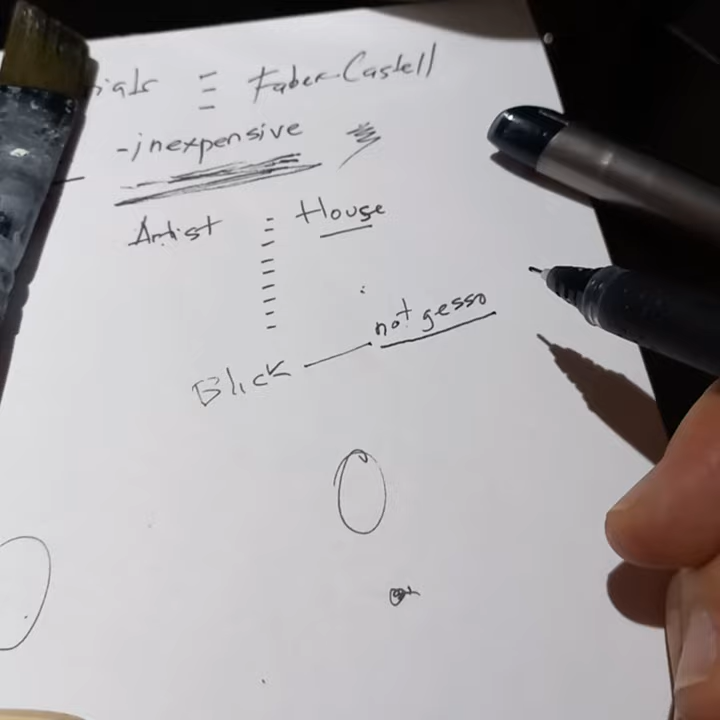 Faber-Castell
-inexpensive
Artist House
not gesso
Blick